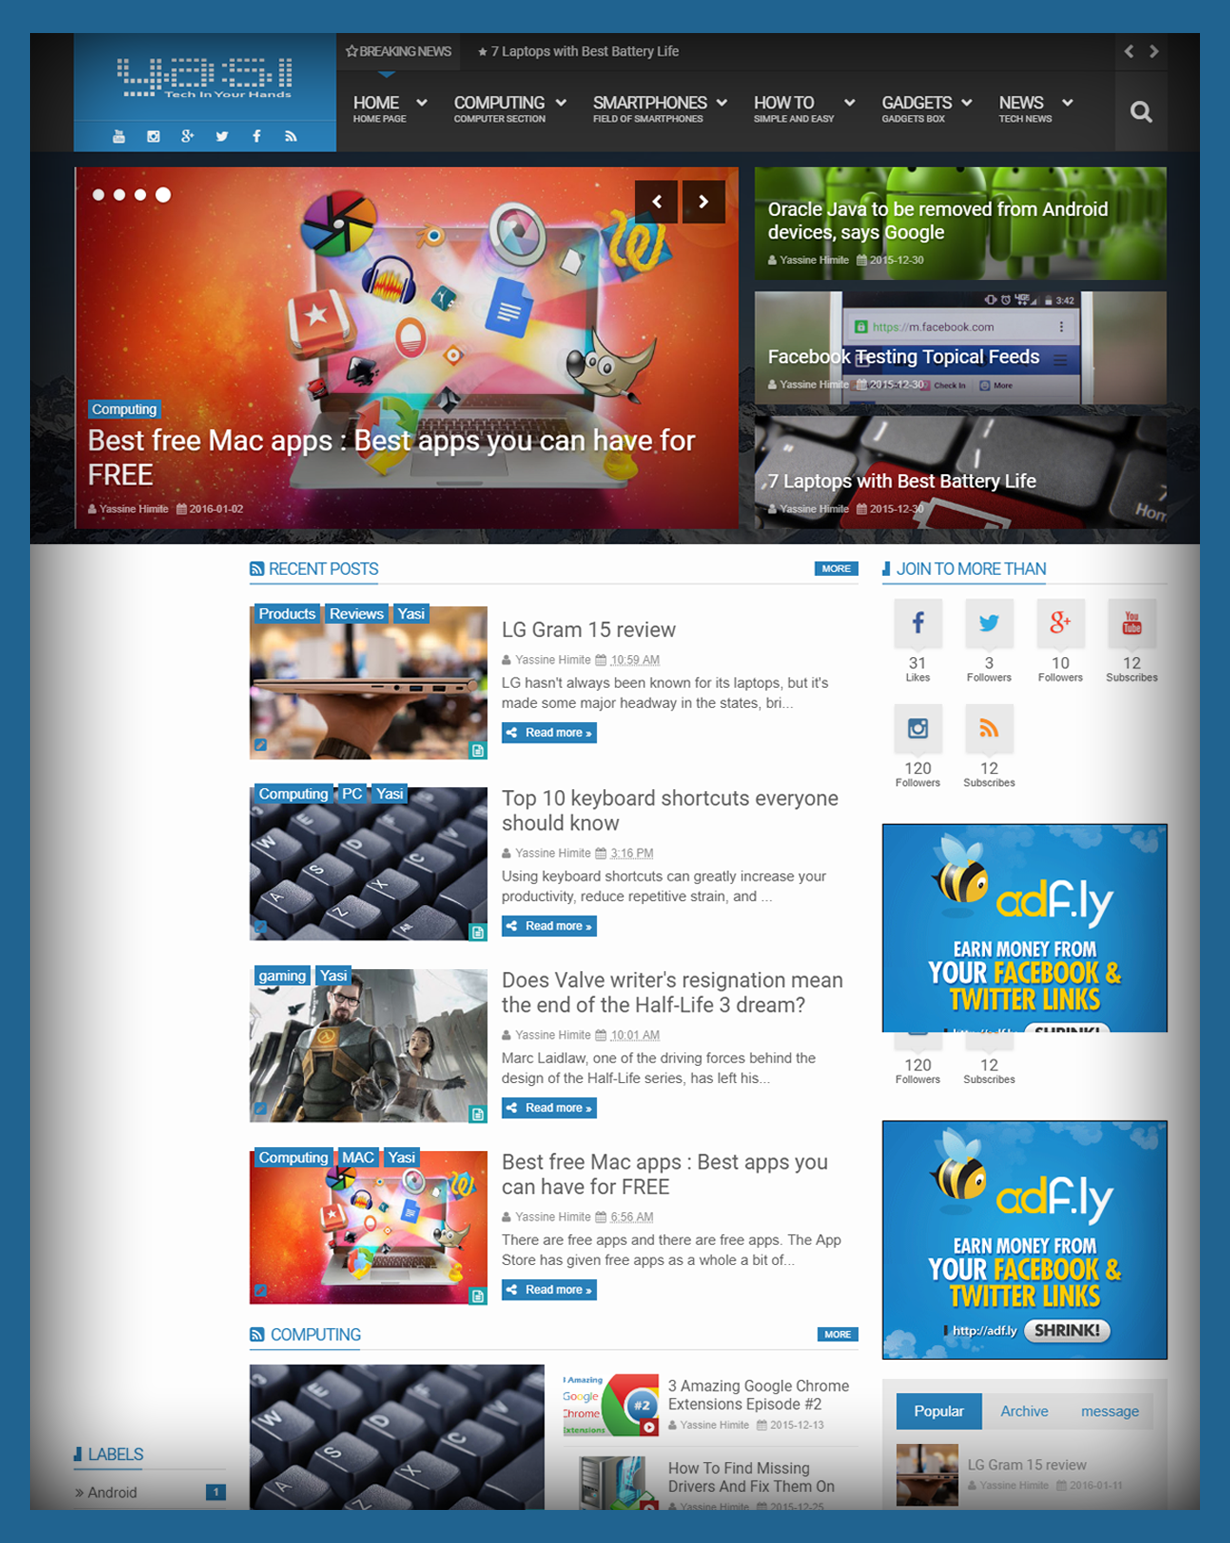 YASI
Tech In Your Hands
BREAKING NEWS
★ 7 Laptops with Best Battery Life
HOME
HOME PAGE
COMPUTING
COMPUTER SECTION
SMARTPHONES
FIELD OF SMARTPHONES
HOW TO
SIMPLE AND EASY
GADGETS
GADGETS BOX
NEWS
TECH NEWS
Computing
Best free Mac apps : Best apps you can have for
FREE
Yassine Himite 2016-01-02
Oracle Java to be removed from Android
devices, says Google
Yassine Himite 2015-12-30
3:42
https://m.facebook.com
Facebook Testing Topical Feeds
Yassine Himite 2015-12-30
Check In More
7 Laptops with Best Battery Life
Yassine Himite 2015-12-30
RECENT POSTS
MORE
Products Reviews Yasi
LG Gram 15 review
Yassine Himite 10:59 AM
LG hasn't always been known for its laptops, but it's
made some major headway in the states, bri...
Read more »
Computing PC Yasi
Top 10 keyboard shortcuts everyone
should know
Yassine Himite 3:16 PM
Using keyboard shortcuts can greatly increase your
productivity, reduce repetitive strain, and ...
Read more »
gaming Yasi
Does Valve writer's resignation mean
the end of the Half-Life 3 dream?
Yassine Himite 10:01 AM
Marc Laidlaw, one of the driving forces behind the
design of the Half-Life series, has left his...
Read more »
Computing MAC Yasi
Best free Mac apps : Best apps you
can have for FREE
Yassine Himite 6:56 AM
There are free apps and there are free apps. The App
Store has given free apps as a whole a bit of...
Read more »
COMPUTING
MORE
3 Amazing Google Chrome
Extensions Episode #2
Yassine Himite 2015-12-13
Amazing
Google
Chrome
Extensions
#2
How To Find Missing
Drivers And Fix Them On
Yassine Himite 2015-12-25
JOIN TO MORE THAN
31
Likes
3
Followers
10
Followers
You Tube
12
Subscribes
120
Followers
12
Subscribes
adf.ly
EARN MONEY FROM
YOUR FACEBOOK &
TWITTER LINKS
http://adf.ly SHRINK!
120
Followers
12
Subscribes
adf.ly
EARN MONEY FROM
YOUR FACEBOOK &
TWITTER LINKS
http://adf.ly SHRINK!
Popular Archive message
LG Gram 15 review
Yassine Himite 2016-01-11
LABELS
» Android 1